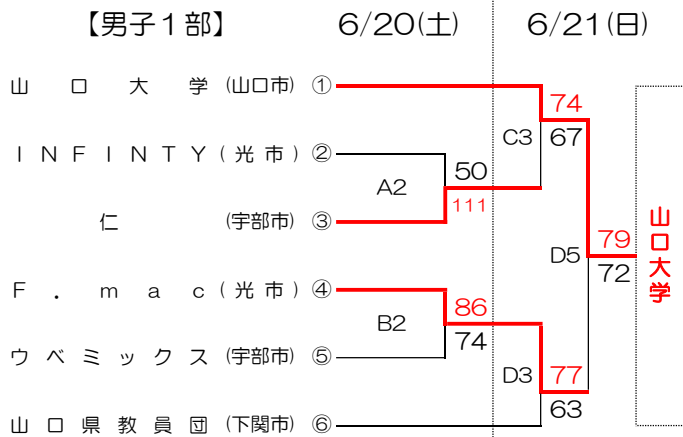 【男子1部】 6/20(土) 6/21(日)
山口大学 (山口市) ①
74
C3 67
INFINTY (光市) ②
50
A2
111
仁 (宇部市) ③
79
D5
72
山口大学
F.mac (光市) ④
86
B2
74
ウベミックス (宇部市) ⑤
77
D3
63
山口県教員団 (下関市) ⑥